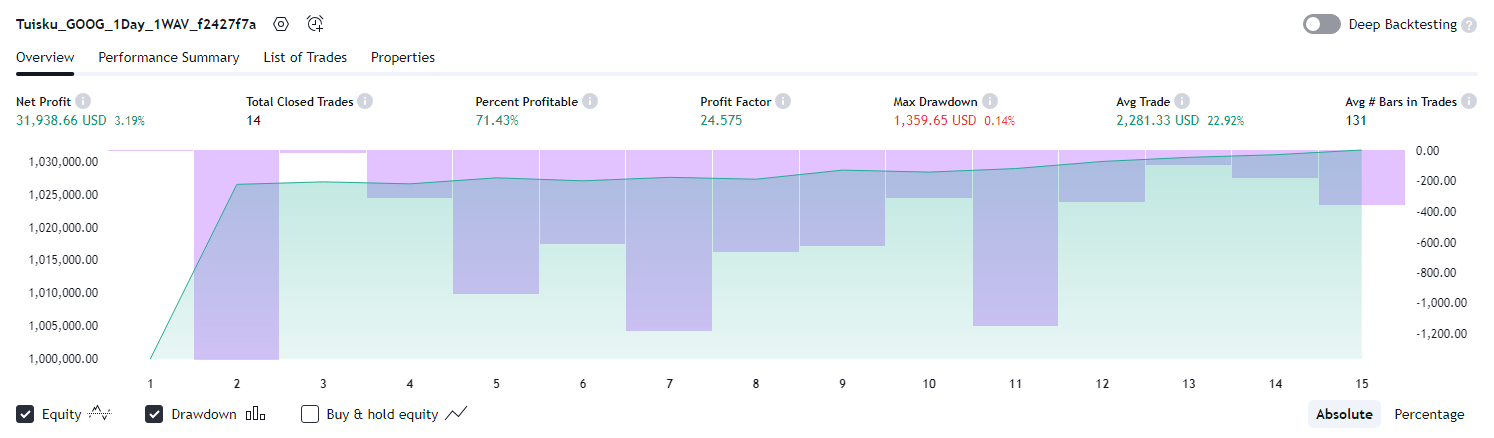 Tuisku_GOOG_1Day_1WAV_f2427f7a Deep Backtesting ?
Overview Performance Summary List of Trades Properties
Net Profit i Total Closed Trades i Percent Profitable i Profit Factor i Max Drawdown i Avg Trade i Avg # Bars in Trades i
31,938.66 USD 3.19% 14 71.43% 24.575 1,359.65 USD 0.14% 2,281.33 USD 22.92% 131
1,030,000.00 0.00
1,025,000.00 -200.00
1,020,000.00 -400.00
1,015,000.00 -600.00
1,010,000.00 -800.00
1,005,000.00 -1,000.00
1,000,000.00 -1,200.00
1 2 3 4 5 6 7 8 9 10 11 12 13 14 15
Equity Drawdown Buy & hold equity Absolute Percentage